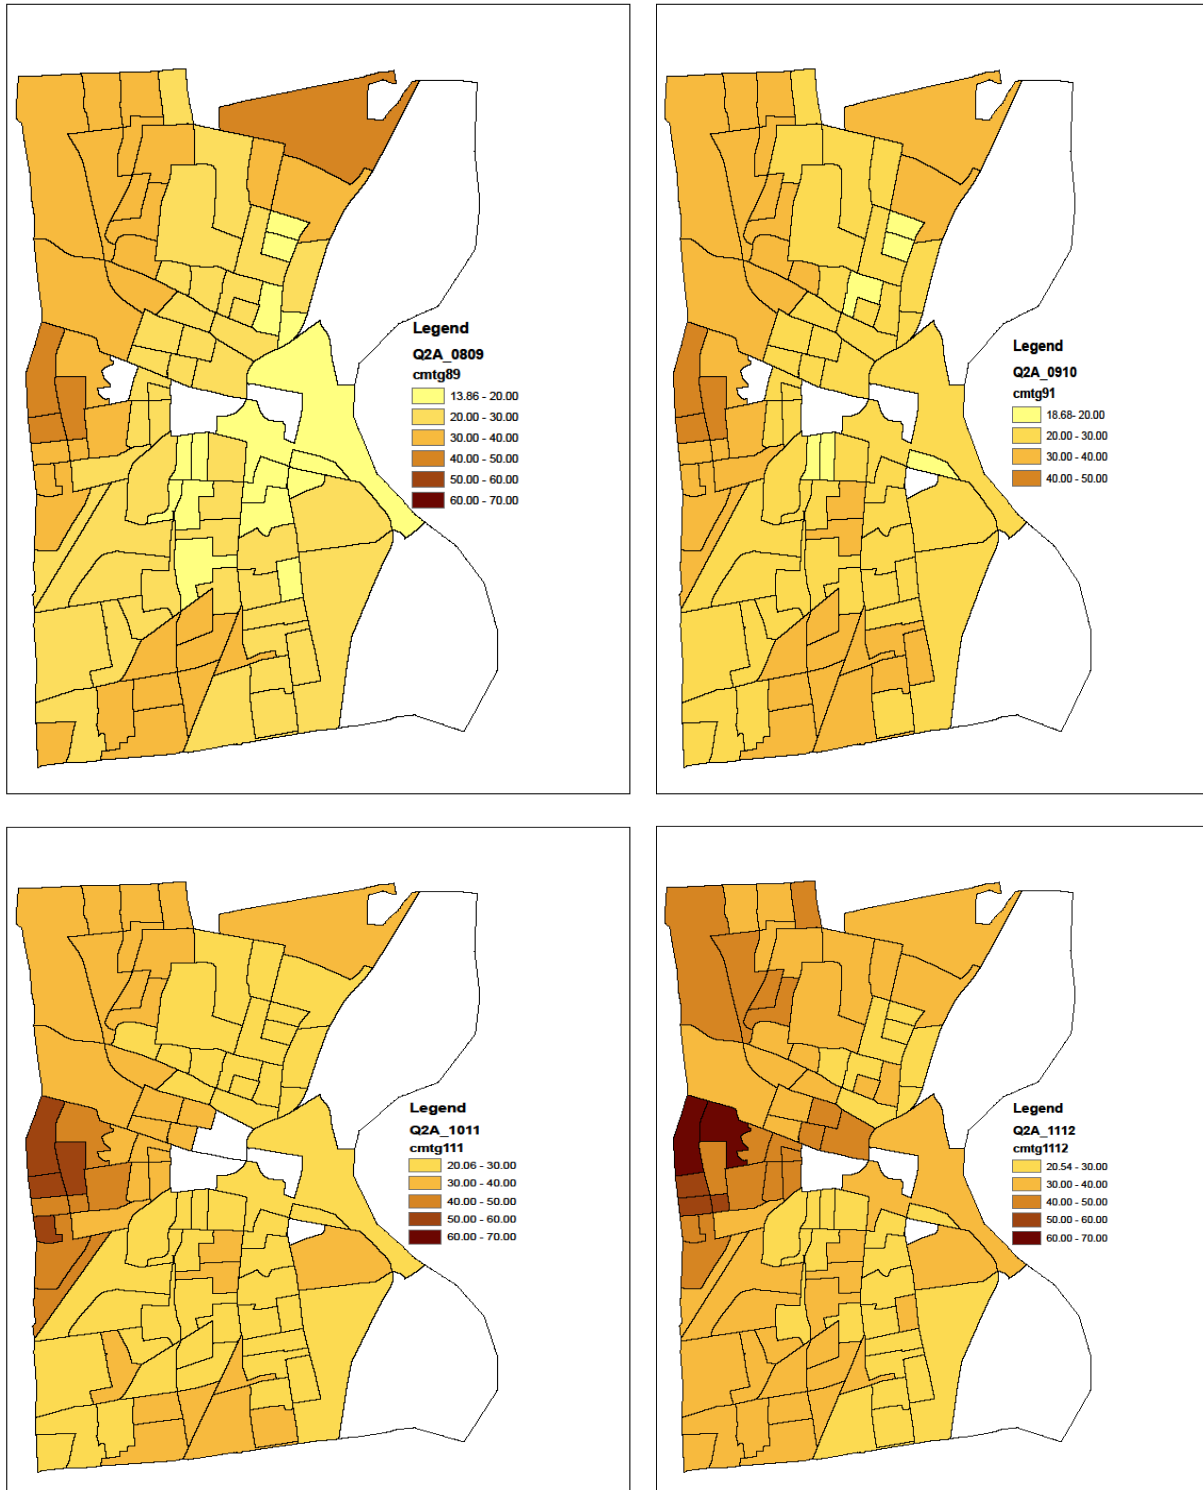 Legend
Q2A_0809
cmtg89
13.86 - 20.00
20.00 - 30.00
30.00 - 40.00
40.00 - 50.00
50.00 - 60.00
60.00 - 70.00
Legend
Q2A_0910
cmtg91
18.68- 20.00
20.00 - 30.00
30.00 - 40.00
40.00 - 50.00
Legend
Q2A_1011
cmtg111
20.06 - 30.00
30.00 - 40.00
40.00 - 50.00
50.00 - 60.00
60.00 - 70.00
Legend
Q2A_1112
cmtg1112
20.54 - 30.00
30.00 - 40.00
40.00 - 50.00
50.00 - 60.00
60.00 - 70.00